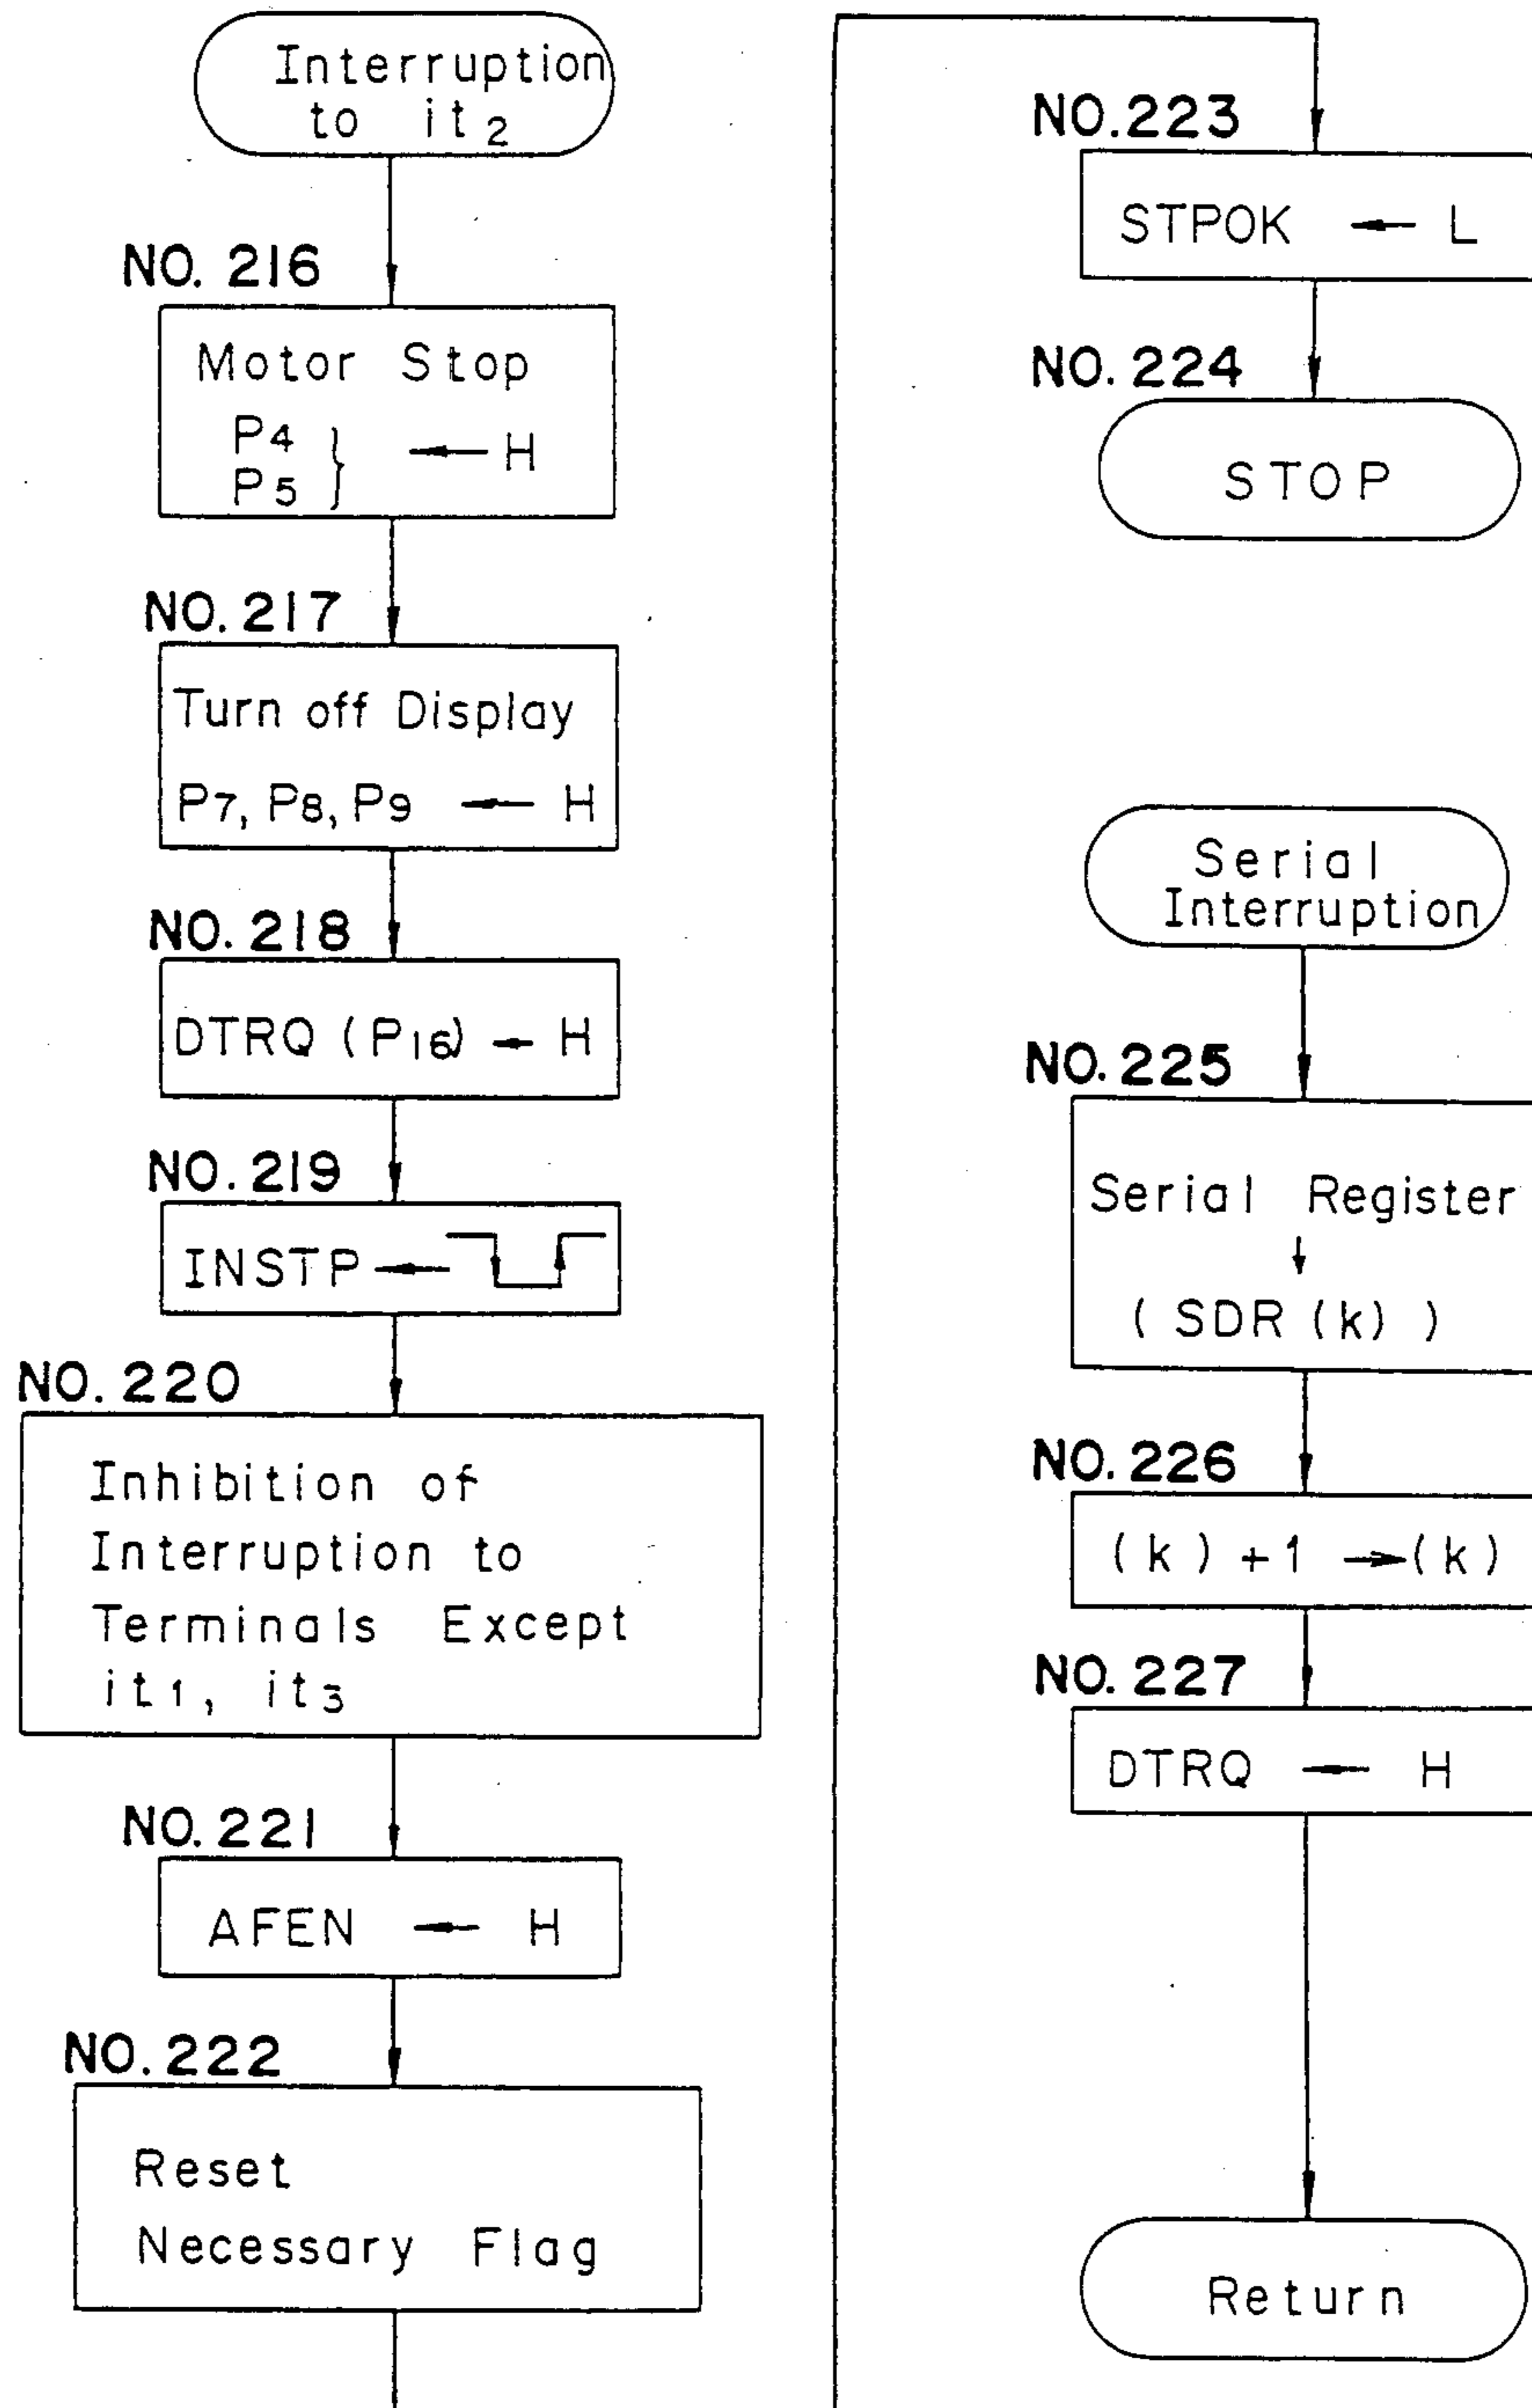 Interruption
to it2
NO. 216
Motor Stop
P4
P5 } ← H
NO. 217
Turn off Display
P7, P8, P9 ← H
NO. 218
DTRQ (P16) ← H
NO. 219
INSTP ←
NO. 220
Inhibition of
Interruption to
Terminals Except
it1, it3
NO. 221
AFEN ← H
NO. 222
Reset
Necessary Flag
NO. 223
STPOK ← L
NO. 224
STOP
Serial
Interruption
NO. 225
Serial Register
↓
( SDR (k) )
NO. 226
(k) + 1 → (k)
NO. 227
DTRQ ← H
Return